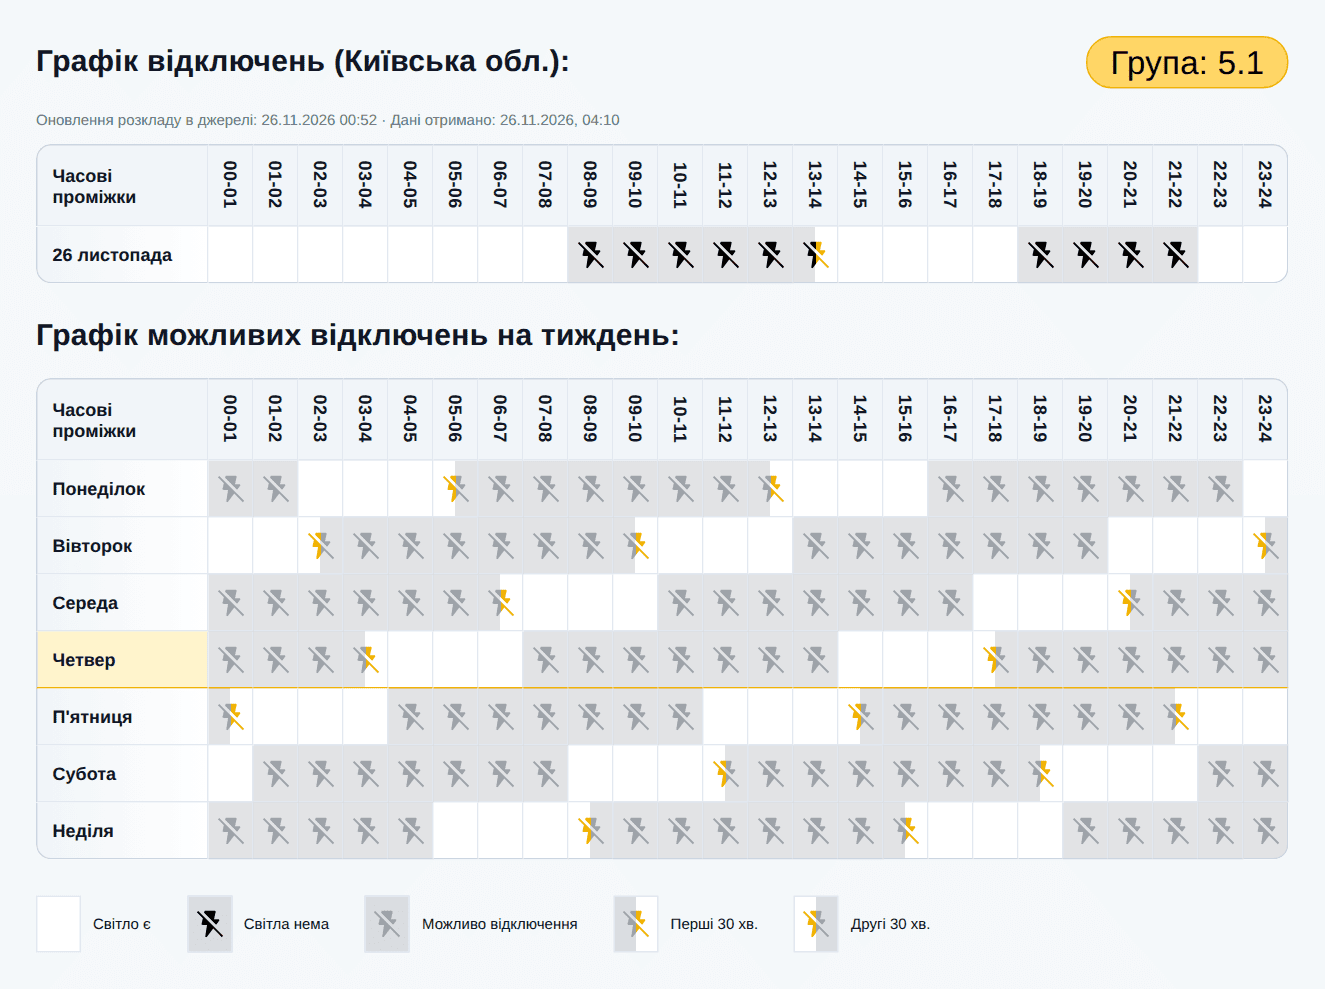 Графік відключень (Київська обл.):
Група: 5.1
Оновлення розкладу в джерелі: 26.11.2026 00:52 · Дані отримано: 26.11.2026, 04:10
Часові
проміжки
00-01 01-02 02-03 03-04 04-05 05-06 06-07 07-08 08-09 09-10 10-11 11-12 12-13 13-14 14-15 15-16 16-17 17-18 18-19 19-20 20-21 21-22 22-23 23-24
26 листопада
Графік можливих відключень на тиждень:
Часові
проміжки
00-01 01-02 02-03 03-04 04-05 05-06 06-07 07-08 08-09 09-10 10-11 11-12 12-13 13-14 14-15 15-16 16-17 17-18 18-19 19-20 20-21 21-22 22-23 23-24
Понеділок
Вівторок
Середа
Четвер
П'ятниця
Субота
Неділя
Світло є
Світла нема
Можливо відключення
Перші 30 хв.
Другі 30 хв.